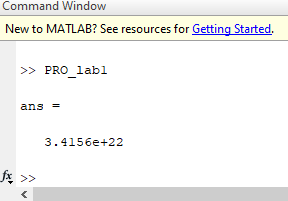 Command Window
New to MATLAB? See resources for Getting Started.
>> PRO_lab1
ans =
3.4156e+22
fx >>